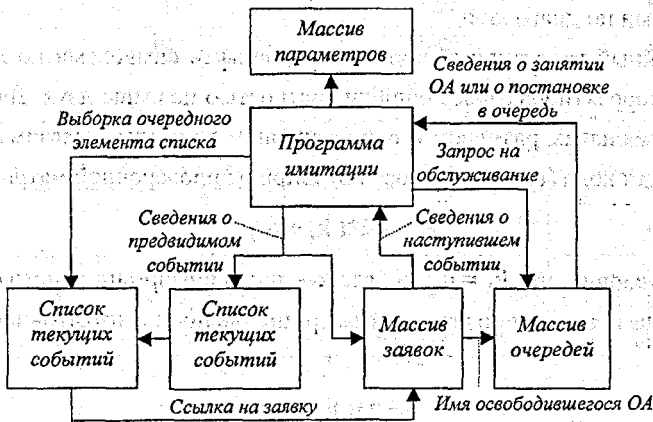 Массив
параметров
Сведения о занятии
ОА или о постановке
в очередь
Выборка очередного
элемента списка
Программа
имитации
Запрос на
обслуживание
Сведения о
предвидимом
событии
Сведения о
наступившем
событии
Список
текущих
событий
Список
текущих
событий
Массив
заявок
Массив
очередей
Ссылка на заявку
Имя освободившегося ОА